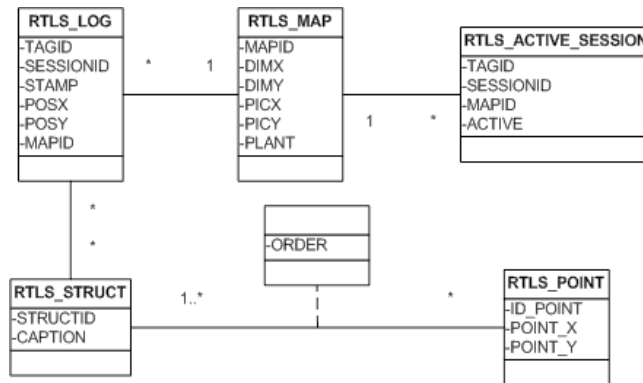 RTLS_LOG
-TAGID
-SESSIONID
-STAMP
-POSX
-POSY
-MAPID
*
1
RTLS_MAP
-MAPID
-DIMX
-DIMY
-PICX
-PICY
-PLANT
1
*
RTLS_ACTIVE_SESSION
-TAGID
-SESSIONID
-MAPID
-ACTIVE
*
*
-ORDER
RTLS_STRUCT
-STRUCTID
-CAPTION
1..*
*
RTLS_POINT
-ID_POINT
-POINT_X
-POINT_Y